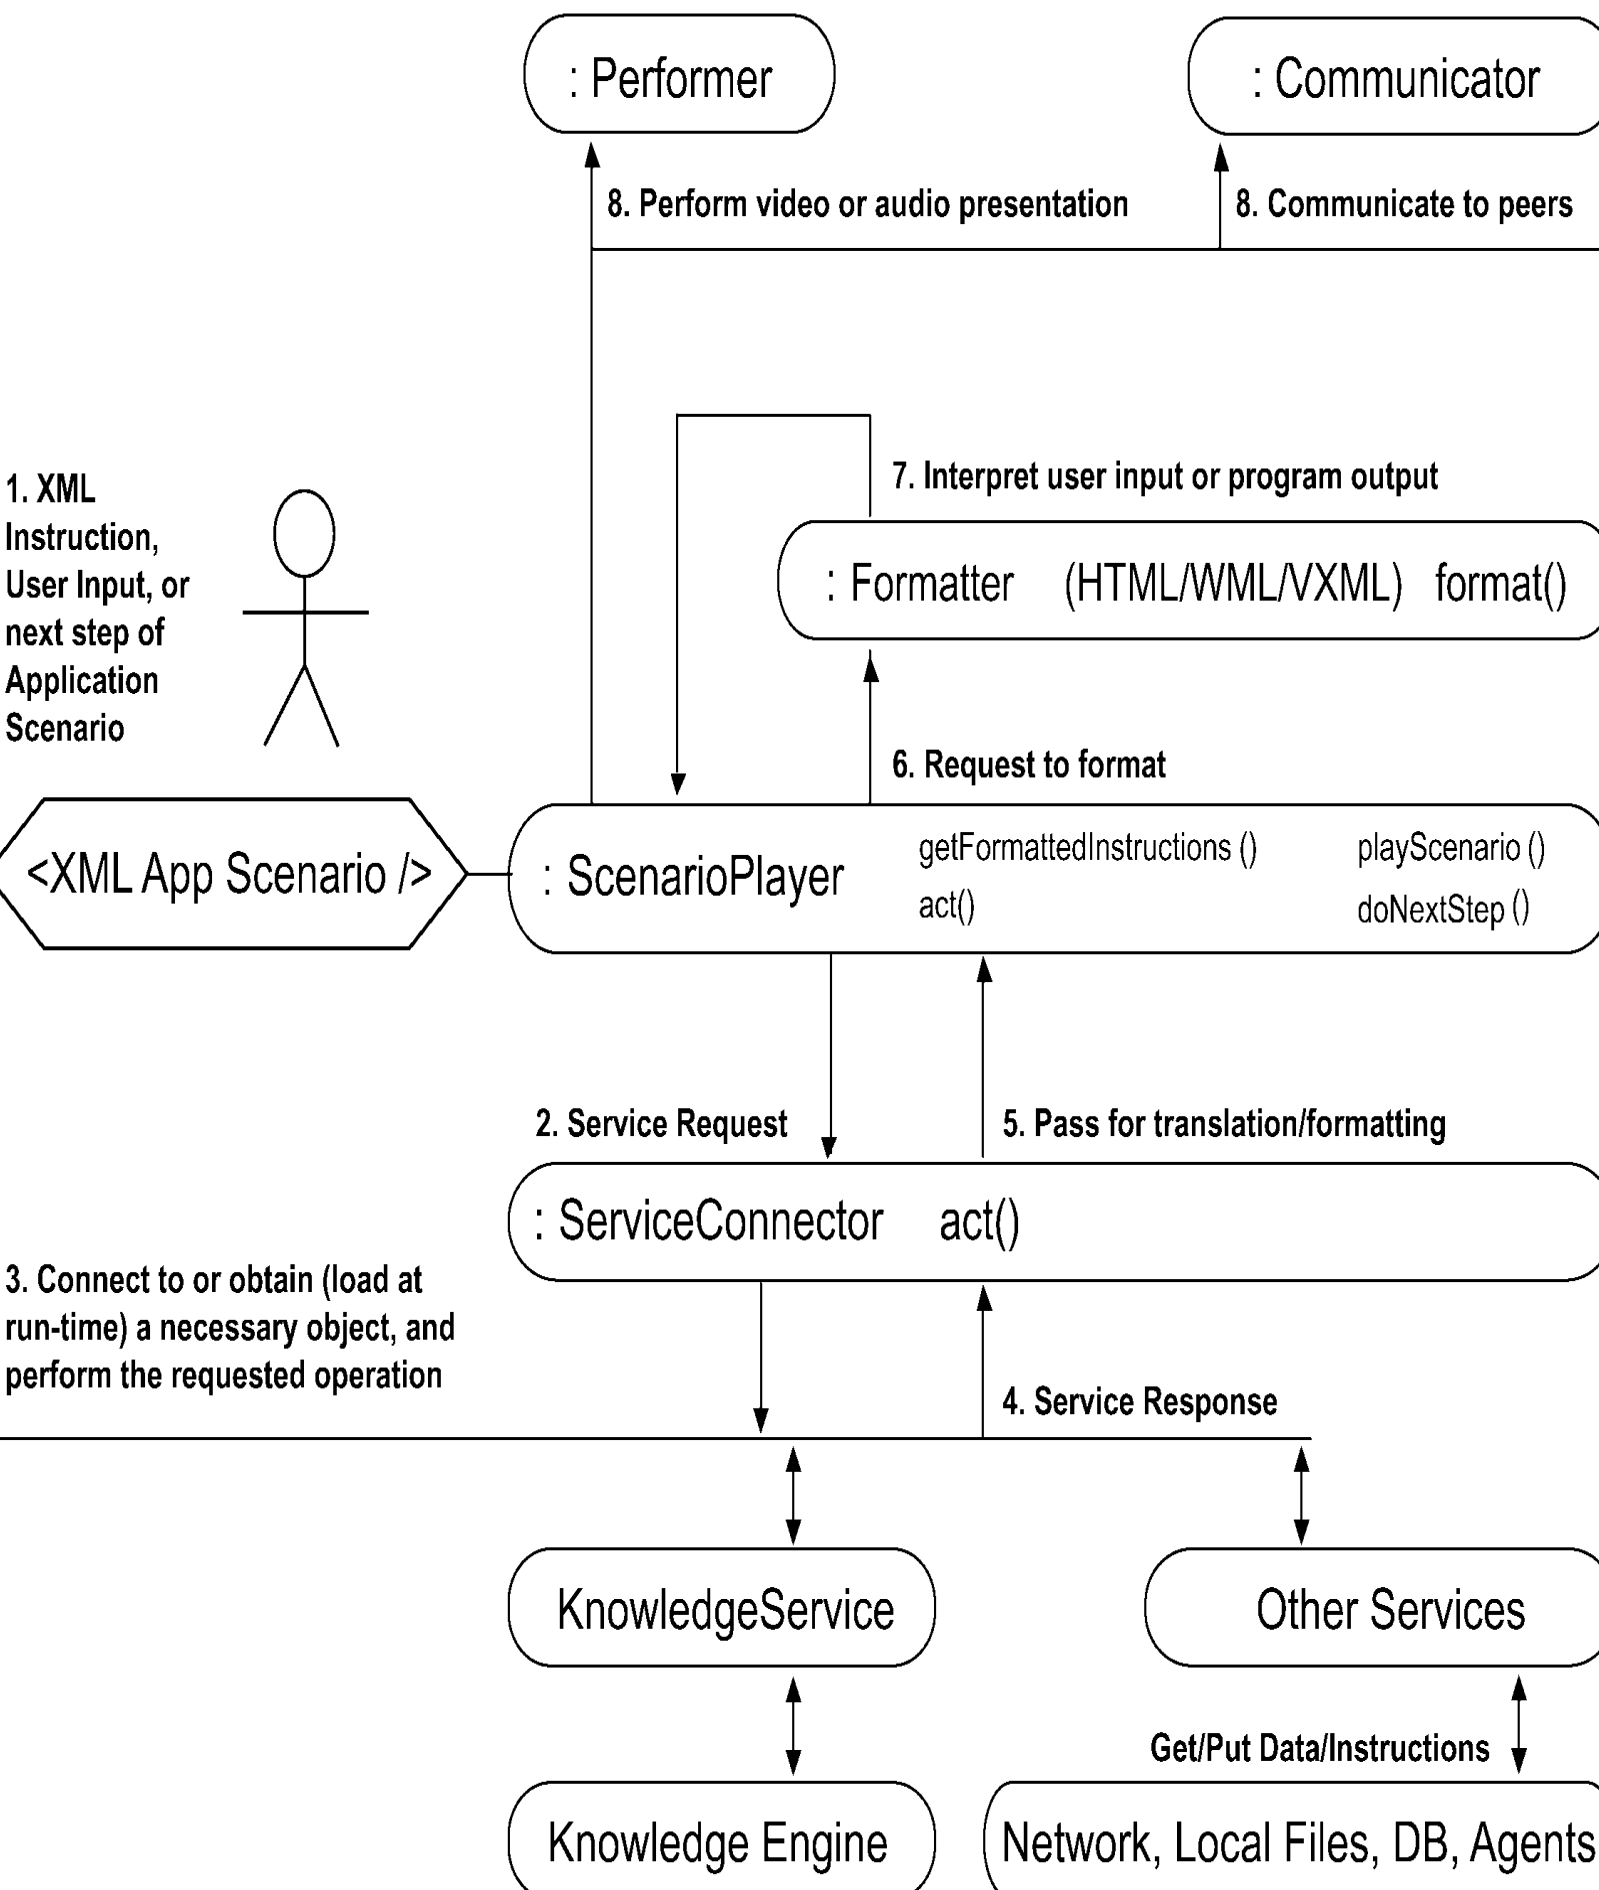 : Performer
: Communicator
8. Perform video or audio presentation
8. Communicate to peers
7. Interpret user input or program output
1. XML
Instruction,
User Input, or
next step of
Application
Scenario
: Formatter (HTML/WML/VXML) format()
6. Request to format
<XML App Scenario />
: ScenarioPlayer
getFormattedInstructions () playScenario ()
act() doNextStep ()
2. Service Request
5. Pass for translation/formatting
: ServiceConnector act()
3. Connect to or obtain (load at
run-time) a necessary object, and
perform the requested operation
4. Service Response
KnowledgeService
Other Services
Get/Put Data/Instructions
Knowledge Engine
Network, Local Files, DB, Agents